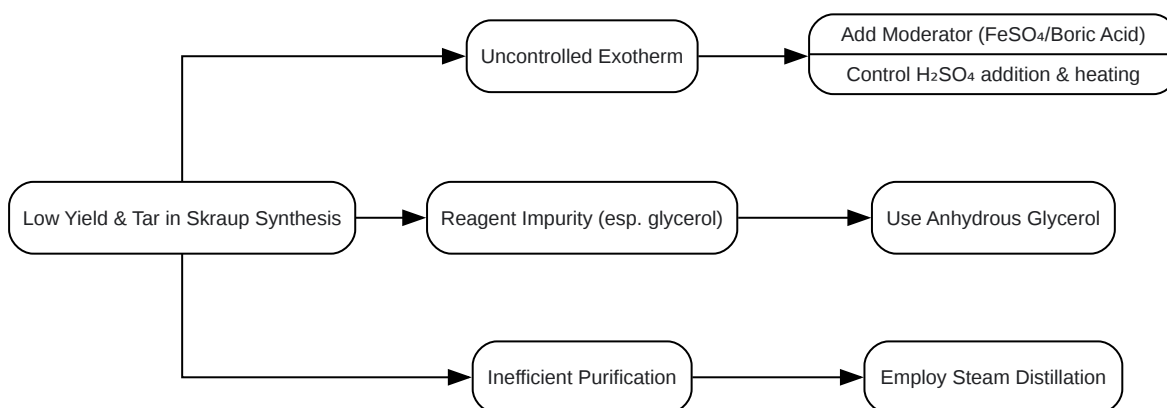 Uncontrolled Exotherm
Add Moderator (FeSO₄/Boric Acid)
Control H₂SO₄ addition & heating
Low Yield & Tar in Skraup Synthesis
Reagent Impurity (esp. glycerol)
Use Anhydrous Glycerol
Inefficient Purification
Employ Steam Distillation